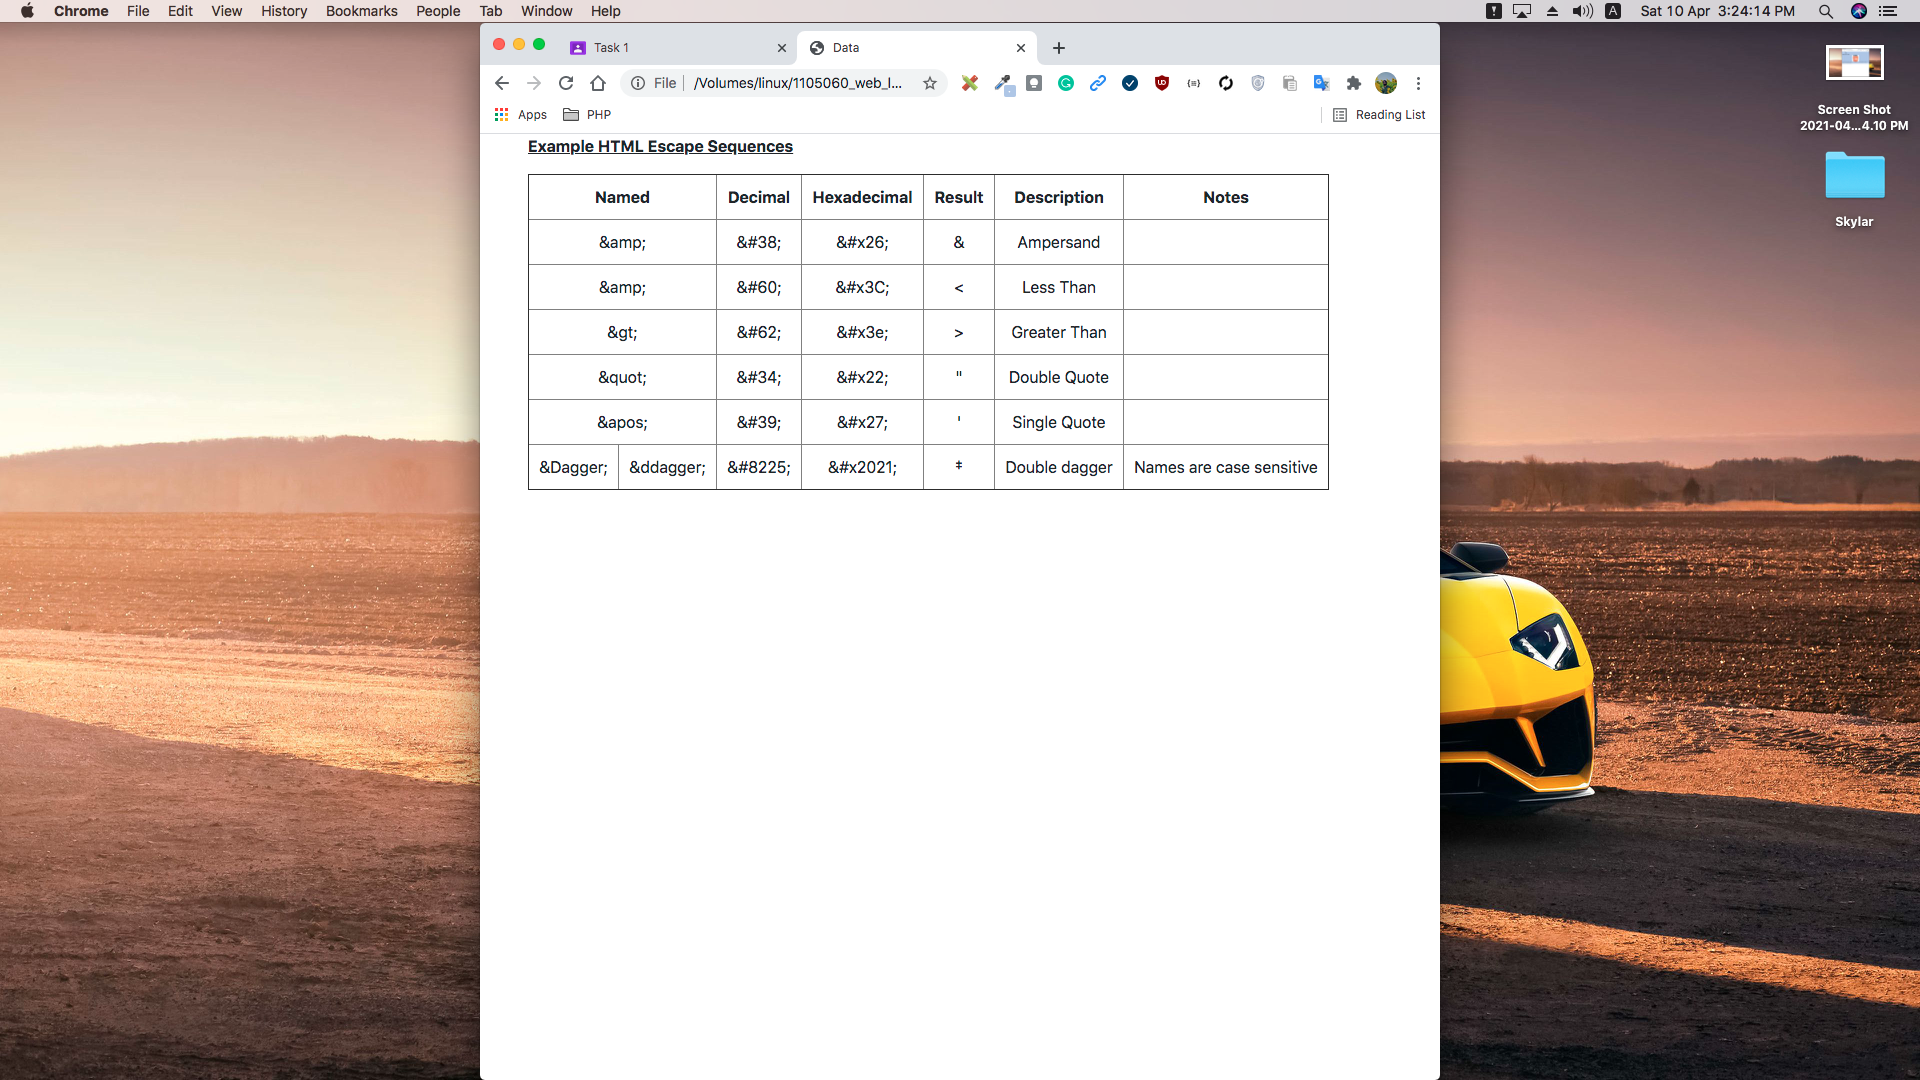 Chrome File Edit View History Bookmarks People Tab Window Help
A Sat 10 Apr 3:24:14 PM
Task 1
Data
File /Volumes/linux/1105060_web_l...
Apps PHP
Reading List
Screen Shot
2021-04...4.10 PM
Skylar
Example HTML Escape Sequences
Named Decimal Hexadecimal Result Description Notes
&amp; &#38; &#x26; & Ampersand
&amp; &#60; &#x3C; < Less Than
&gt; &#62; &#x3e; > Greater Than
&quot; &#34; &#x22; " Double Quote
&apos; &#39; &#x27; ' Single Quote
&Dagger; &ddagger; &#8225; &#x2021; ‡ Double dagger Names are case sensitive